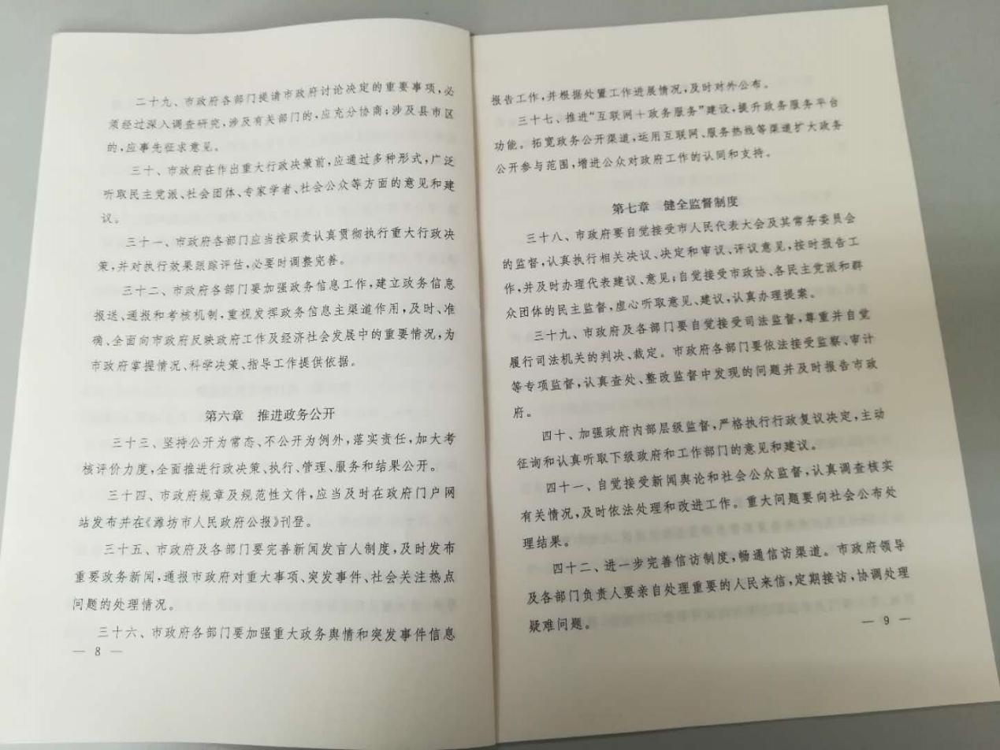 二十九、市政府各部门提请市政府讨论决定的重要事项,必
须经过深入调查研究,涉及有关部门的,应充分协商;涉及县市区
的,应事先征求意见。
三十、市政府在作出重大行政决策前,应通过多种形式,广泛
听取民主党派、社会团体、专家学者、社会公众等方面的意见和建
议。
三十一、市政府各部门应当按职责认真贯彻执行重大行政决
策,并对执行效果跟踪评估,必要时调整完善。
三十二、市政府各部门要加强政务信息工作,建立政务信息
报送、通报和考核机制,重视发挥政务信息主渠道作用,及时、准
确、全面向市政府反映政府工作及经济社会发展中的重要情况,为
市政府掌握情况、科学决策、指导工作提供依据。
第六章 推进政务公开
三十三、坚持公开为常态、不公开为例外,落实责任,加大考
核评价力度,全面推进行政决策、执行、管理、服务和结果公开。
三十四、市政府规章及规范性文件,应当及时在政府门户网
站发布并在《潍坊市人民政府公报》刊登。
三十五、市政府及各部门要完善新闻发言人制度,及时发布
重要政务新闻,通报市政府对重大事项、突发事件、社会关注热点
问题的处理情况。
三十六、市政府各部门要加强重大政务舆情和突发事件信息
— 8 —
报告工作,并根据处置工作进展情况,及时对外公布。
三十七、推进“互联网+政务服务”建设,提升政务服务平台
功能。拓宽政务公开渠道,运用互联网、服务热线等渠道扩大政务
公开参与范围,增进公众对政府工作的认同和支持。
第七章 健全监督制度
三十八、市政府要自觉接受市人民代表大会及其常务委员会
的监督,认真执行相关决议、决定和审议、评议意见,按时报告工
作,并及时办理代表建议、意见;自觉接受市政协、各民主党派和群
众团体的民主监督,虚心听取意见、建议,认真办理提案。
三十九、市政府及各部门要自觉接受司法监督,尊重并自觉
履行司法机关的判决、裁定。市政府各部门要依法接受监察、审计
等专项监督,认真查处、整改监督中发现的问题并及时报告市政
府。
四十、加强政府内部层级监督,严格执行行政复议决定,主动
征询和认真听取下级政府和工作部门的意见和建议。
四十一、自觉接受新闻舆论和社会公众监督,认真调查核实
有关情况,及时依法处理和改进工作。重大问题要向社会公布处
理结果。
四十二、进一步完善信访制度,畅通信访渠道。市政府领导
及各部门负责人要亲自处理重要的人民来信,定期接访,协调处理
疑难问题。
— 9 —